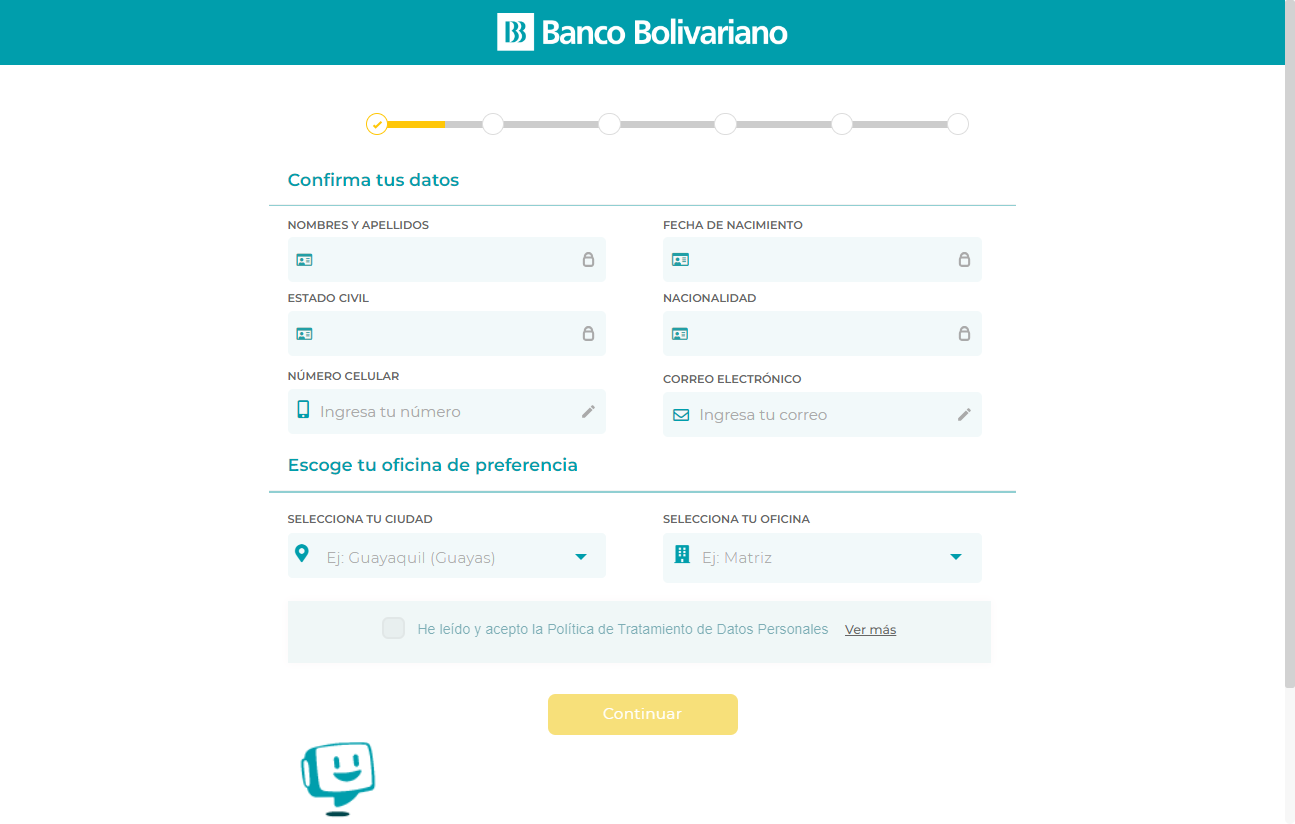 Banco Bolivariano
Confirma tus datos
NOMBRES Y APELLIDOS
FECHA DE NACIMIENTO
ESTADO CIVIL
NACIONALIDAD
NÚMERO CELULAR
Ingresa tu número
CORREO ELECTRÓNICO
Ingresa tu correo
Escoge tu oficina de preferencia
SELECCIONA TU CIUDAD
Ej: Guayaquil (Guayas)
SELECCIONA TU OFICINA
Ej: Matriz
He leído y acepto la Política de Tratamiento de Datos Personales Ver más
Continuar